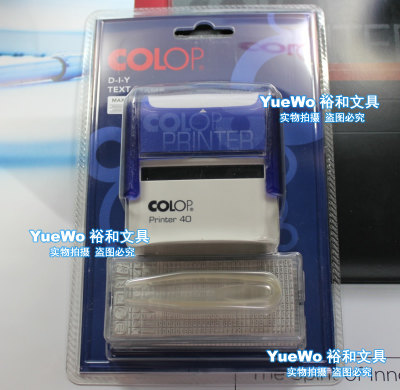 COLOP
D-I-Y
TEXT
MAX
YueWo 裕和文具
实物拍摄 盗图必究
COLOP
PRINTER
COLOP
Printer 40
YueWo 裕和文具
实物拍摄 盗图必究
YueWo 裕和文具
实物拍摄 盗图必究